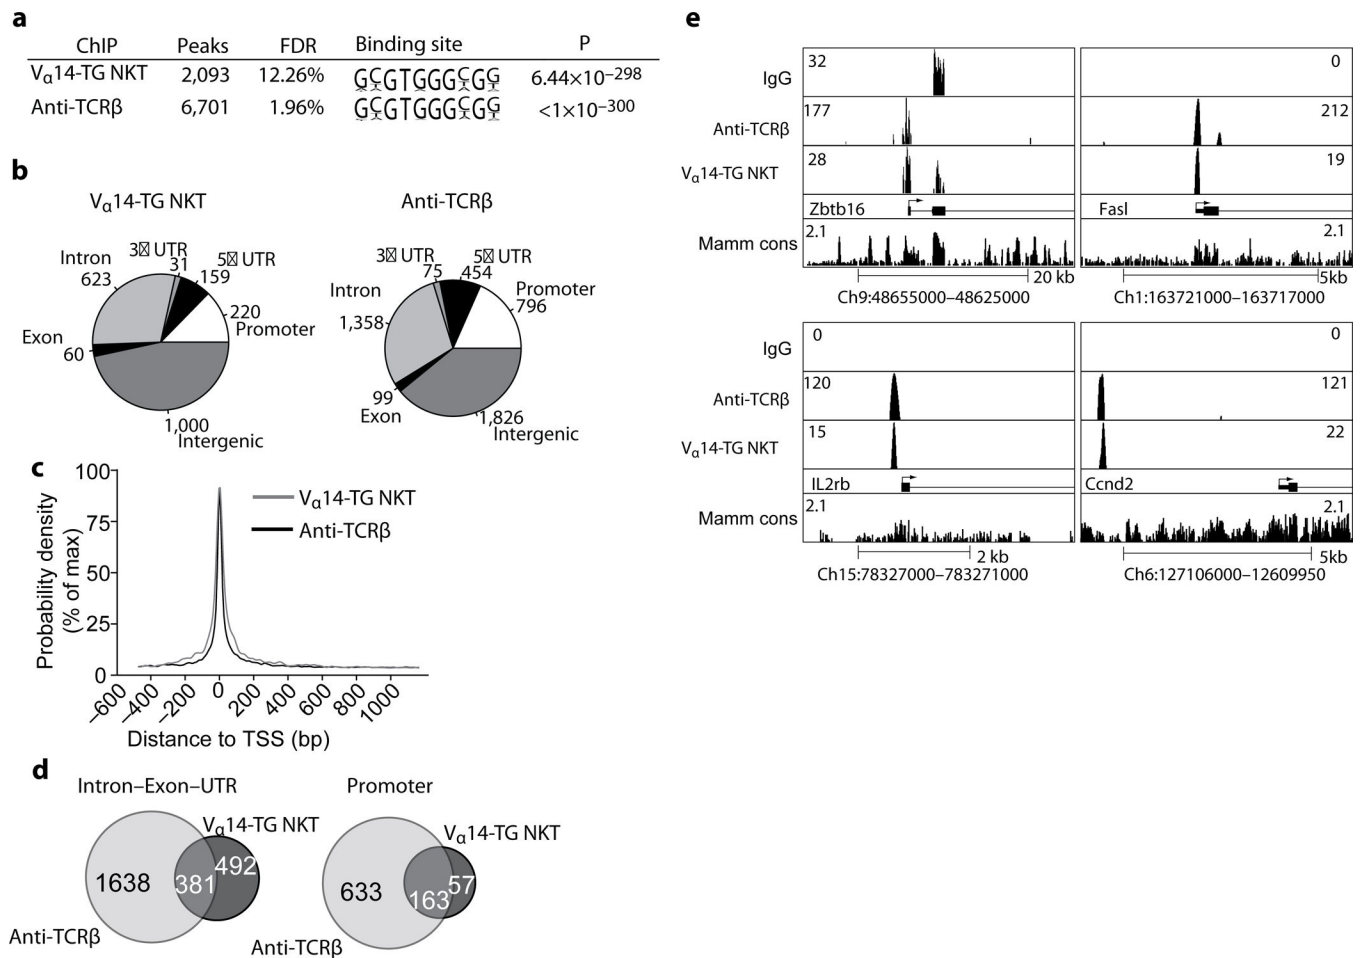 a
ChIP Peaks FDR Binding site P
Vα14-TG NKT 2,093 12.26% GCGTGGGCGG 6.44×10–298
Anti-TCRβ 6,701 1.96% GCGTGGGCGG <1×10–300
b
Vα14-TG NKT
3 UTR
31
5 UTR
159
Intron
623
220
Promoter
Exon
60
1,000
Intergenic
Anti-TCRβ
3 UTR
75
5 UTR
454
Intron
1,358
Promoter
796
99
Exon
1,826
Intergenic
c
Probability density
(% of max)
100
75
50
25
0
Vα14-TG NKT
Anti-TCRβ
–600 –400 –200 0 200 400 600 800 1000
Distance to TSS (bp)
d
Intron–Exon–UTR
Vα14-TG NKT
1638
381
492
Anti-TCRβ
Promoter
Vα14-TG NKT
633
163
57
Anti-TCRβ
e
IgG 32 0
Anti-TCRβ 177 212
Vα14-TG NKT 28 19
Zbtb16 Fasl
Mamm cons 2.1 2.1
20 kb 5kb
Ch9:48655000–48625000 Ch1:163721000–163717000
IgG 0 0
Anti-TCRβ 120 121
Vα14-TG NKT 15 22
IL2rb Ccnd2
Mamm cons 2.1 2.1
2 kb 5kb
Ch15:78327000–783271000 Ch6:127106000–12609950